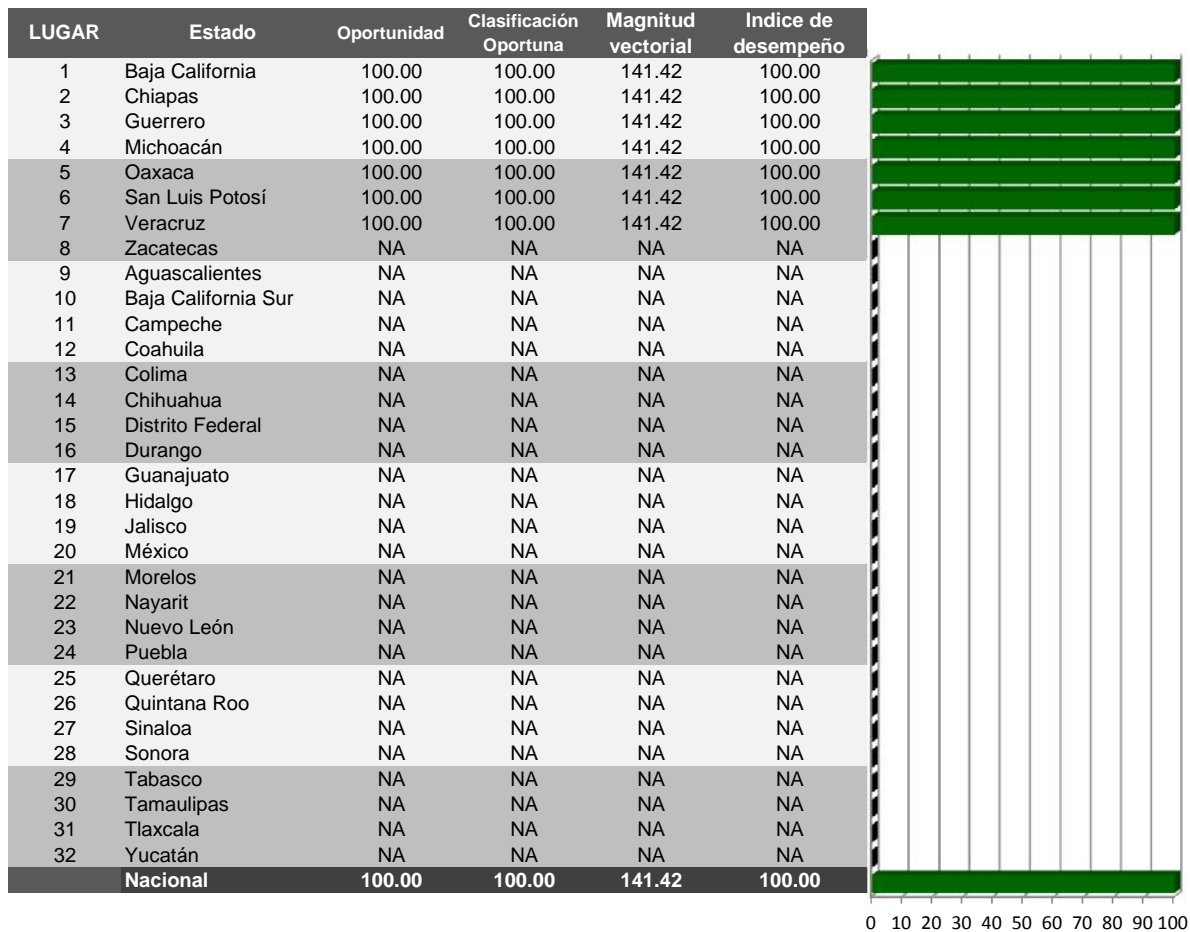 LUGAR Estado Oportunidad Clasificación Oportuna Magnitud vectorial Indice de desempeño
1 Baja California 100.00 100.00 141.42 100.00
2 Chiapas 100.00 100.00 141.42 100.00
3 Guerrero 100.00 100.00 141.42 100.00
4 Michoacán 100.00 100.00 141.42 100.00
5 Oaxaca 100.00 100.00 141.42 100.00
6 San Luis Potosí 100.00 100.00 141.42 100.00
7 Veracruz 100.00 100.00 141.42 100.00
8 Zacatecas NA NA NA NA
9 Aguascalientes NA NA NA NA
10 Baja California Sur NA NA NA NA
11 Campeche NA NA NA NA
12 Coahuila NA NA NA NA
13 Colima NA NA NA NA
14 Chihuahua NA NA NA NA
15 Distrito Federal NA NA NA NA
16 Durango NA NA NA NA
17 Guanajuato NA NA NA NA
18 Hidalgo NA NA NA NA
19 Jalisco NA NA NA NA
20 México NA NA NA NA
21 Morelos NA NA NA NA
22 Nayarit NA NA NA NA
23 Nuevo León NA NA NA NA
24 Puebla NA NA NA NA
25 Querétaro NA NA NA NA
26 Quintana Roo NA NA NA NA
27 Sinaloa NA NA NA NA
28 Sonora NA NA NA NA
29 Tabasco NA NA NA NA
30 Tamaulipas NA NA NA NA
31 Tlaxcala NA NA NA NA
32 Yucatán NA NA NA NA
Nacional 100.00 100.00 141.42 100.00
0 10 20 30 40 50 60 70 80 90 100